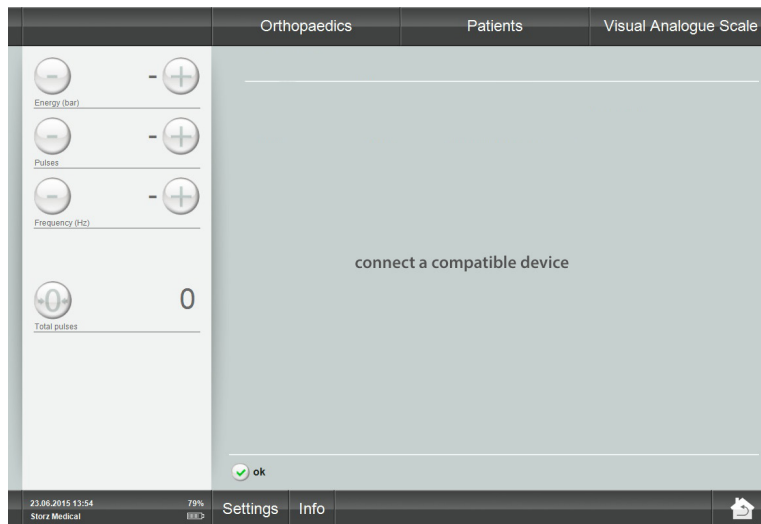 Orthopaedics Patients Visual Analogue Scale
- - +
Energy (bar)
- - +
Pulses
- - +
Frequency (Hz)
connect a compatible device
0 0
Total pulses
ok
23.06.2015 13:54 79%
Storz Medical
Settings Info